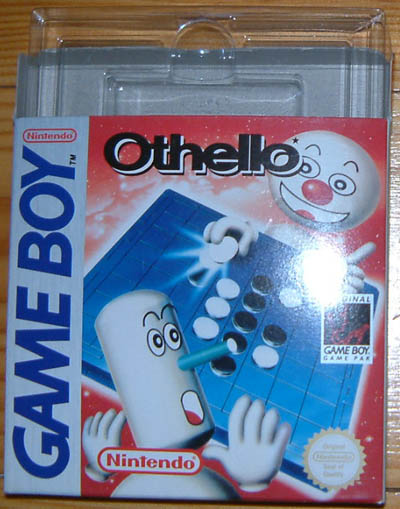 Nintendo
GAME BOY
TM
Othello
ORIGINAL
GAME BOY
GAME PAK
Nintendo
Original
Nintendo
Seal of
Quality